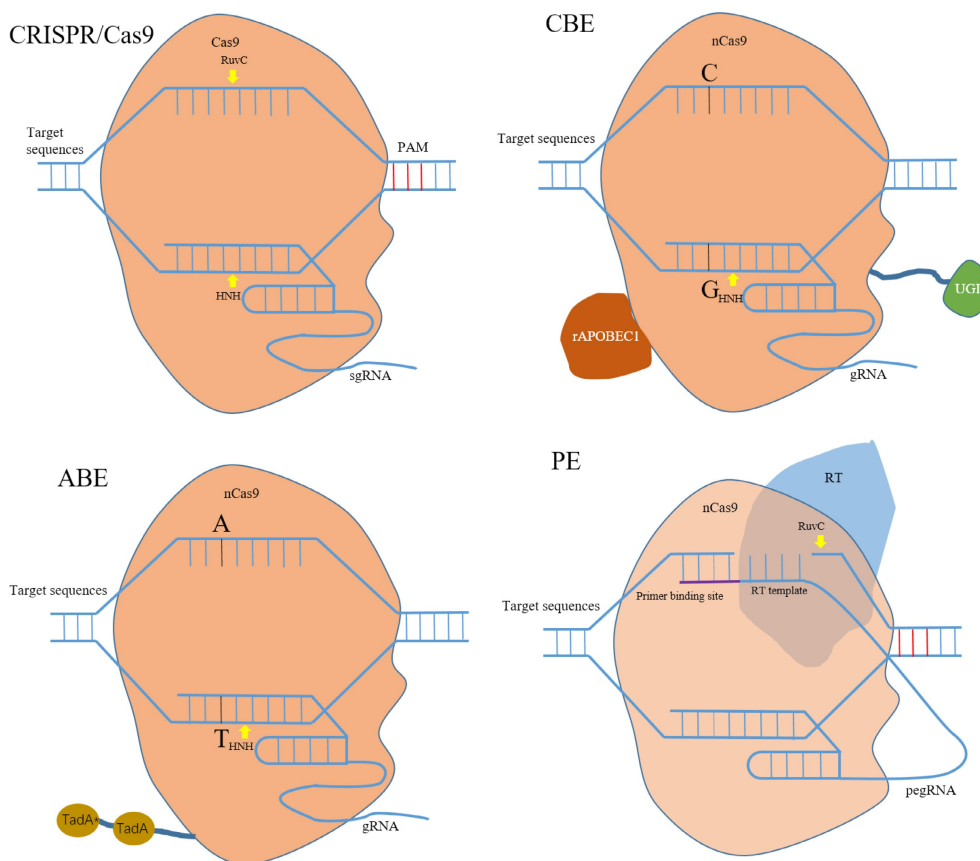 CRISPR/Cas9
Cas9
RuvC
Target
sequences
PAM
HNH
sgRNA
CBE
nCas9
C
Target sequences
G
HNH
UGI
rAPOBEC1
gRNA
ABE
nCas9
A
Target sequences
T
HNH
TadA*
TadA
gRNA
PE
RT
nCas9
RuvC
Primer binding site
RT template
Target sequences
pegRNA